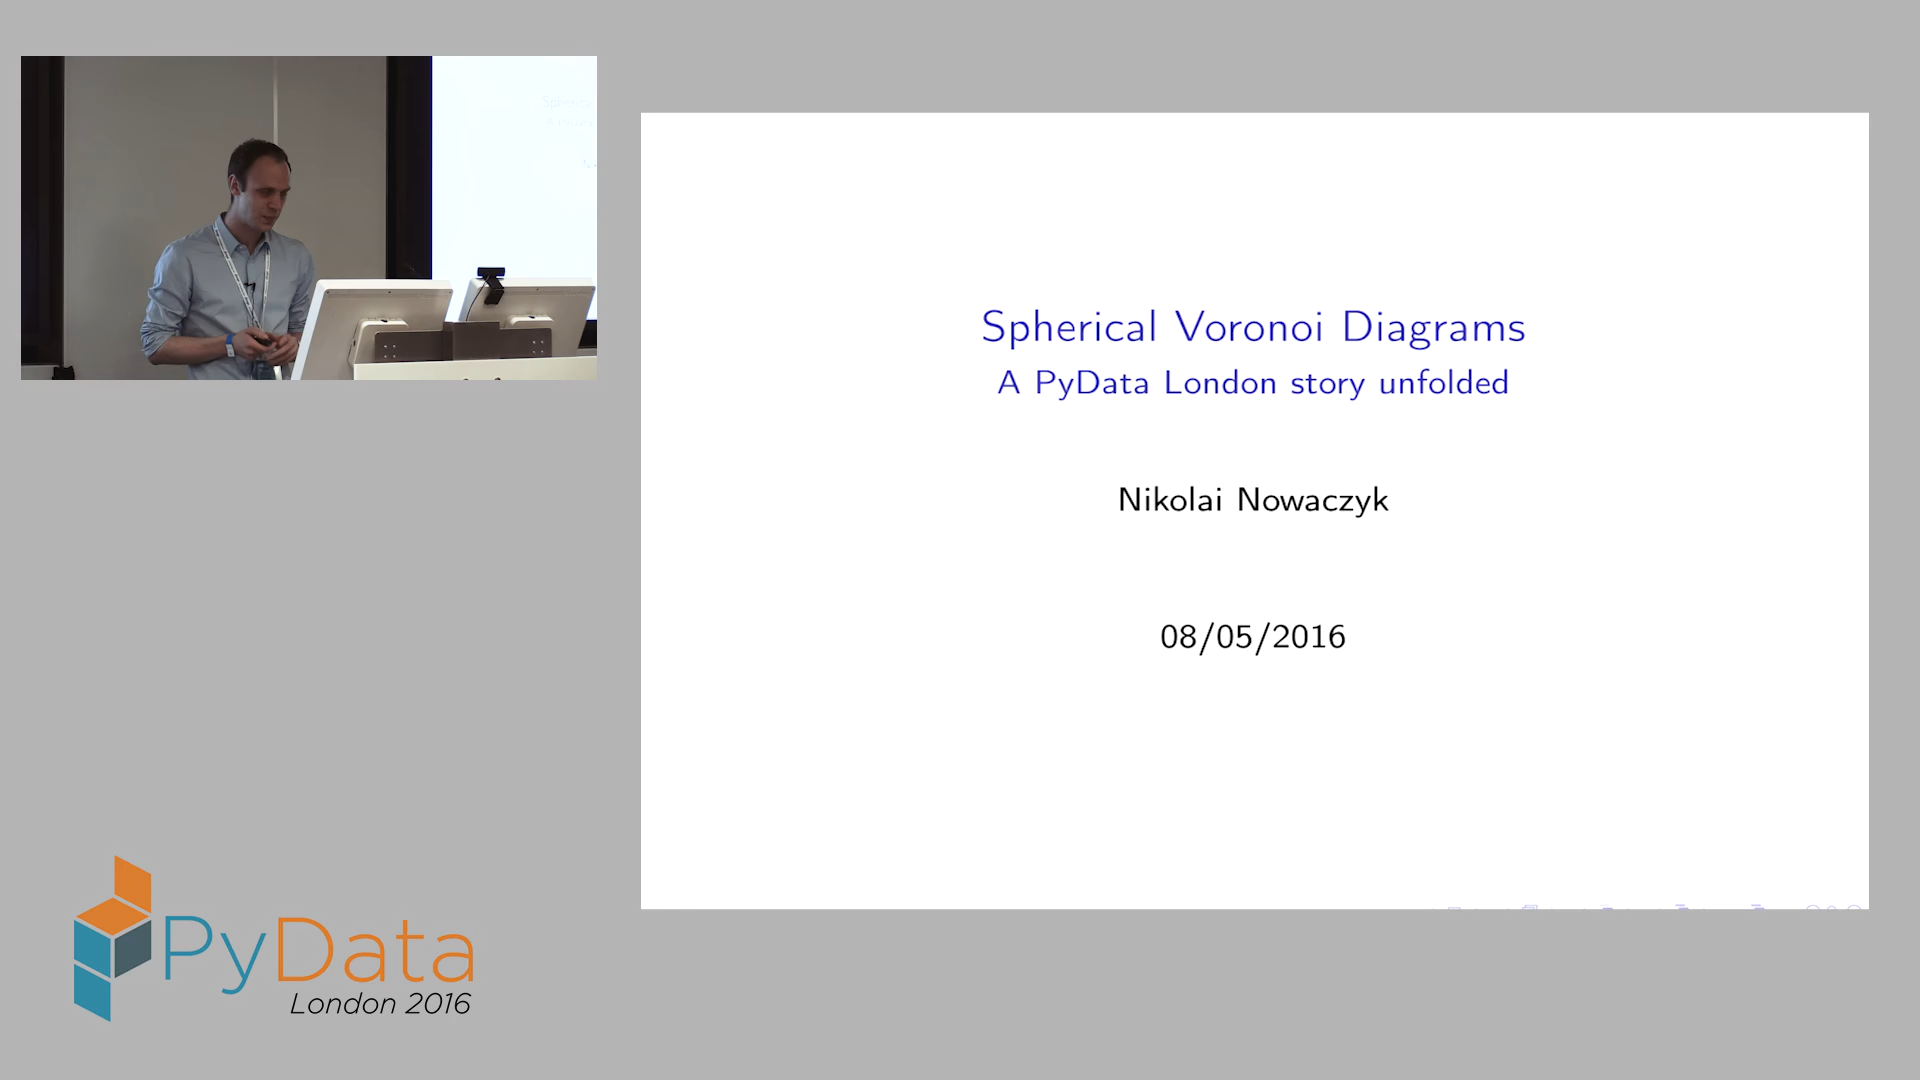 Spherical Voronoi Diagrams
A PyData London story unfolded
Nikolai Nowaczyk
08/05/2016
PyData
London 2016